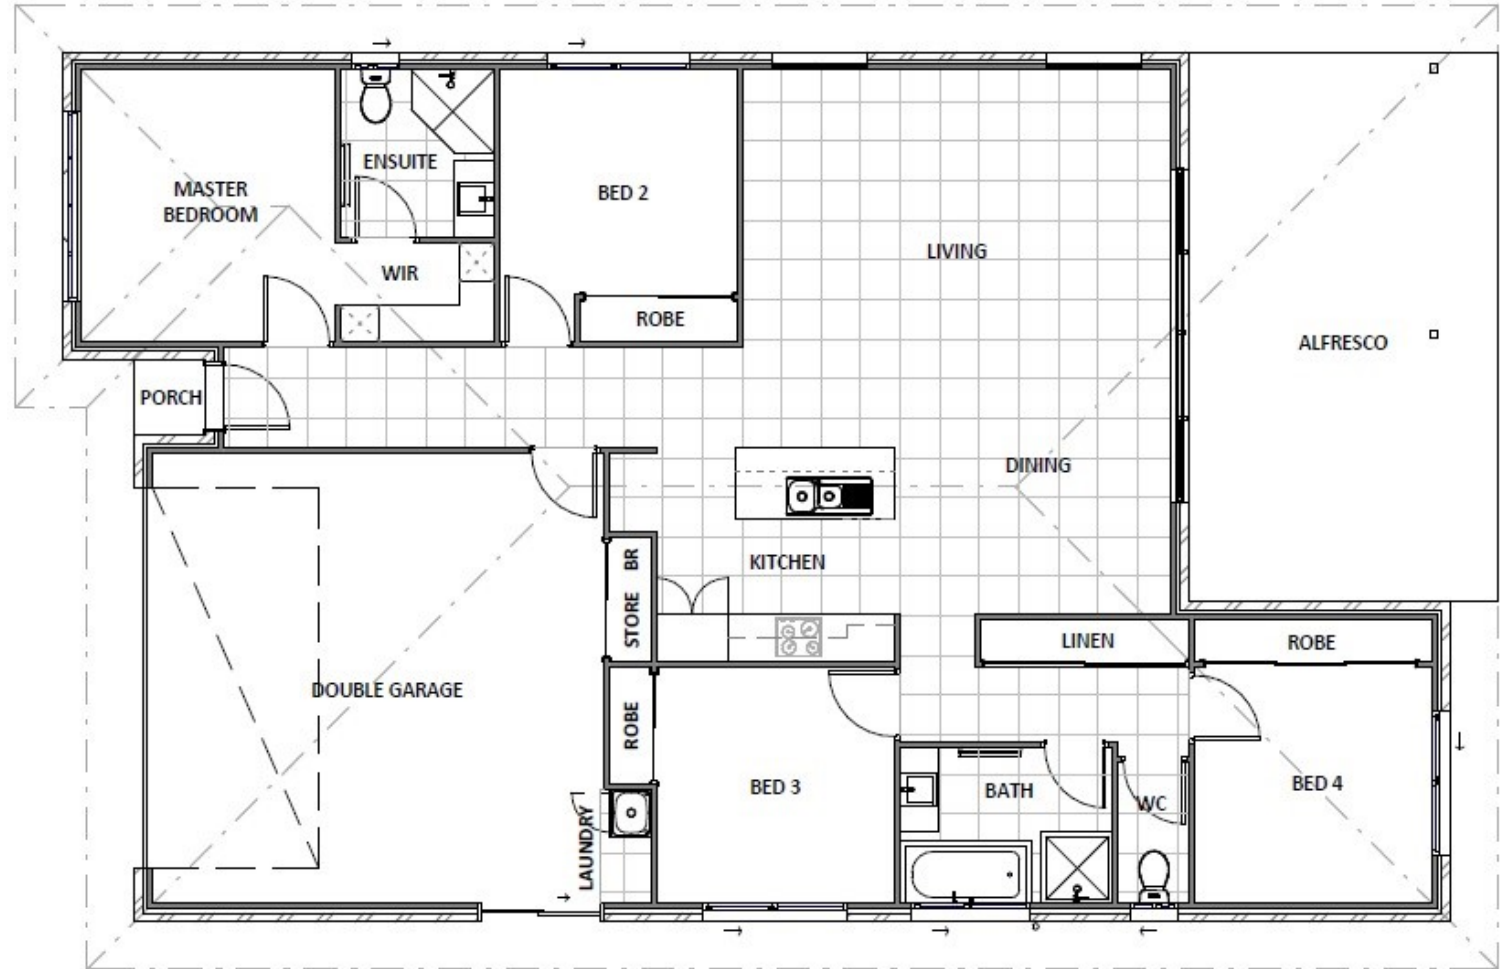 ENSUITE
MASTER
BEDROOM
BED 2
LIVING
WIR
ROBE
ALFRESCO
PORCH
DINING
KITCHEN
STORE BR
LINEN
ROBE
DOUBLE GARAGE
ROBE
BED 3
BATH
WC
BED 4
LAUNDRY